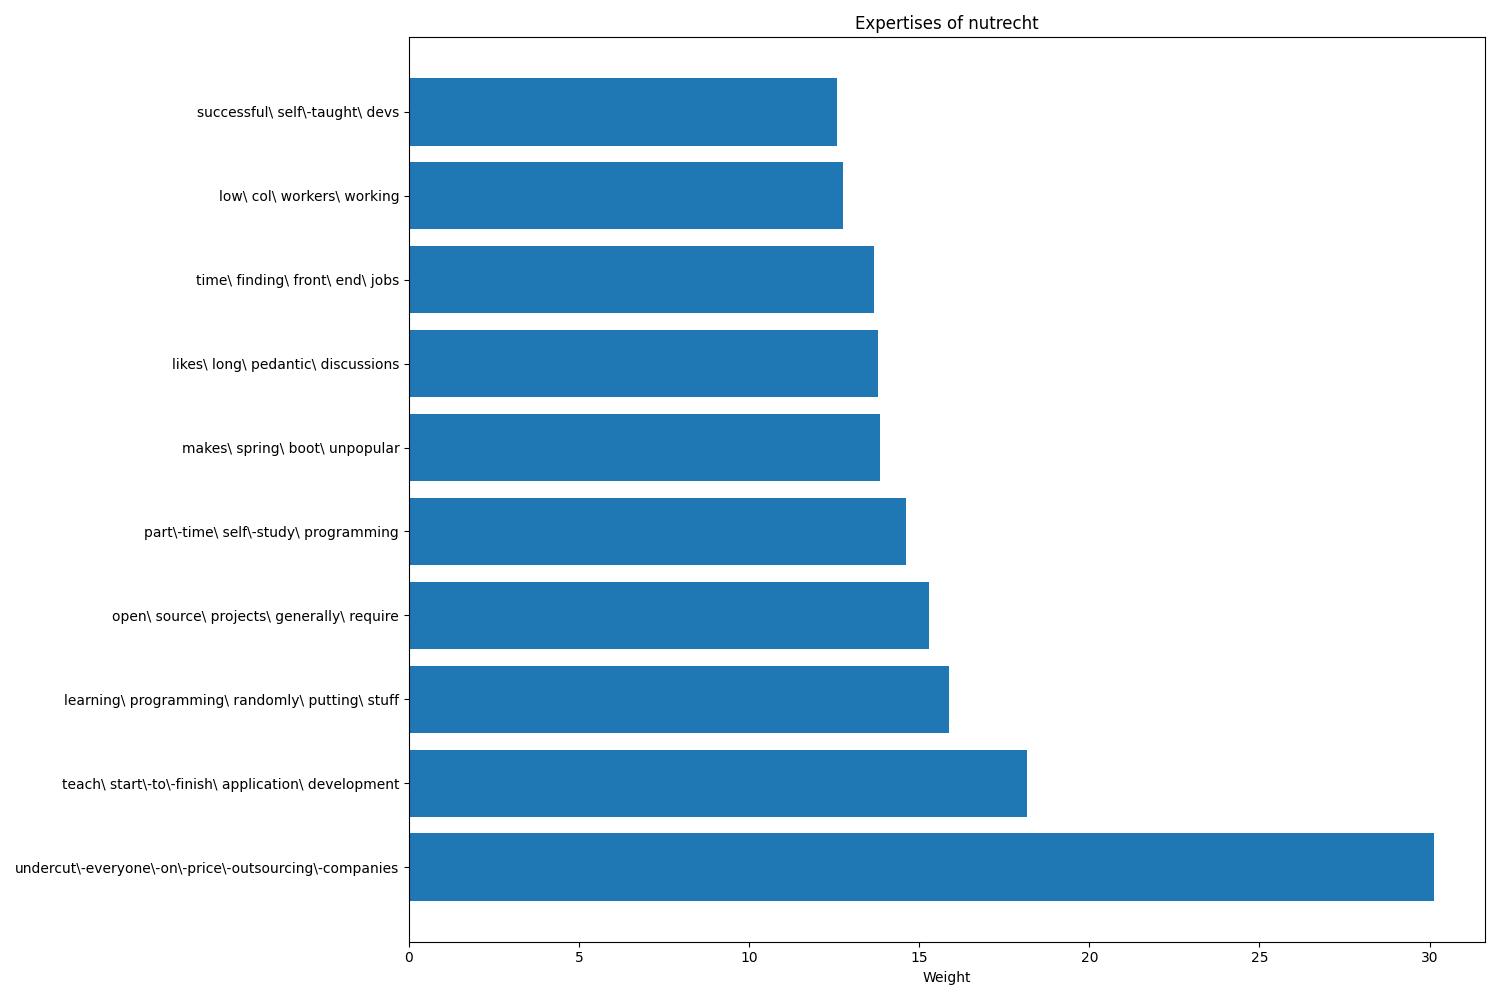 Expertises of nutrecht
successful\ self\-taught\ devs
low\ col\ workers\ working
time\ finding\ front\ end\ jobs
likes\ long\ pedantic\ discussions
makes\ spring\ boot\ unpopular
part\-time\ self\-study\ programming
open\ source\ projects\ generally\ require
learning\ programming\ randomly\ putting\ stuff
teach\ start\-to\-finish\ application\ development
undercut\-everyone\-on\-price\-outsourcing\-companies
0 5 10 15 20 25 30
Weight